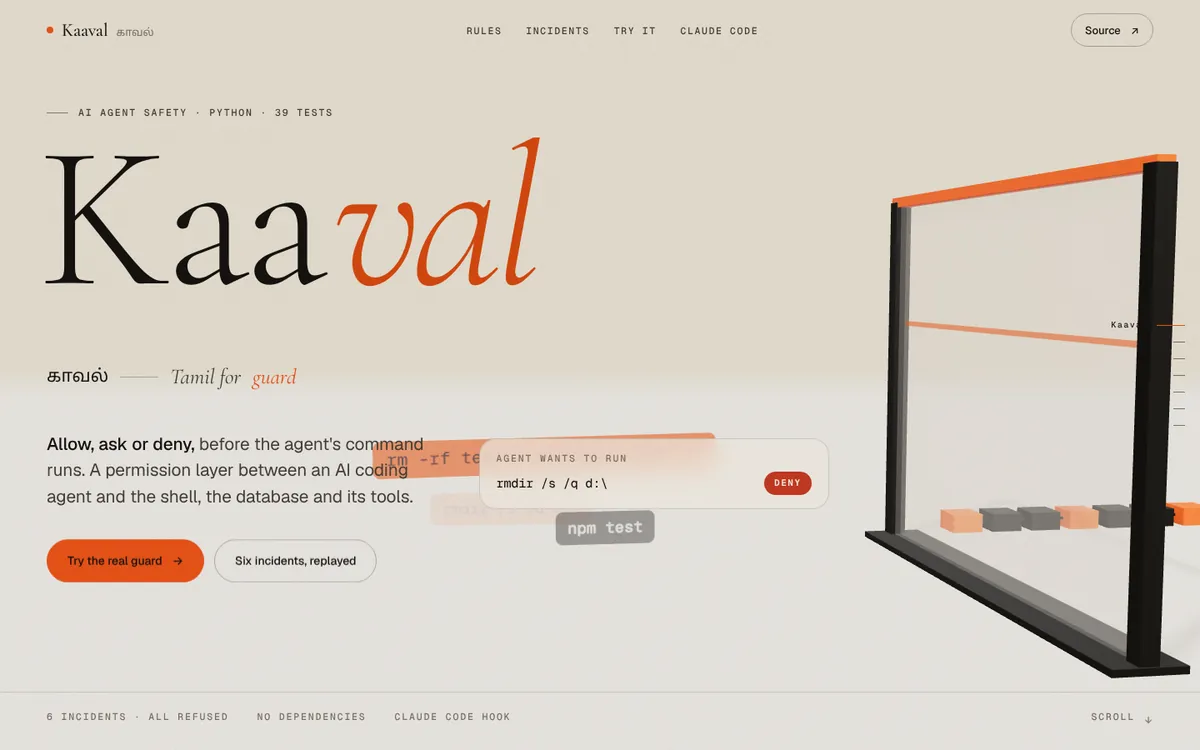 Kaaval காவல்
RULES INCIDENTS TRY IT CLAUDE CODE
Source ↗
AI AGENT SAFETY · PYTHON · 39 TESTS
Kaaval
காவல் — Tamil for guard
Allow, ask or deny, before the agent's command
runs. A permission layer between an AI coding
agent and the shell, the database and its tools.
rm -rf te
AGENT WANTS TO RUN
rmdir /s /q d:\
DENY
npm test
Try the real guard →
Six incidents, replayed
6 INCIDENTS · ALL REFUSED
NO DEPENDENCIES
CLAUDE CODE HOOK
SCROLL ↓